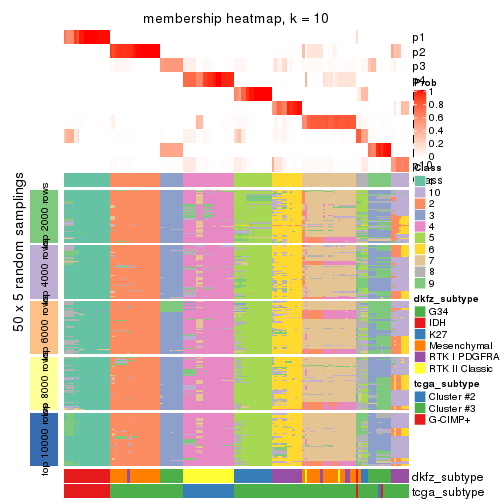 membership heatmap, k = 10
p1
p2
p3
p4
Prob
1
0.8
0.6
0.4
0.2
0
p10
Class
Class
1
10
2
3
4
5
6
7
8
9
50 x 5 random samplings
top 2000 rows
top 4000 rows
top 6000 rows
top 8000 rows
top 10000 rows
dkfz_subtype
G34
IDH
K27
Mesenchymal
RTK I PDGFRA
RTK II Classic
tcga_subtype
Cluster #2
Cluster #3
G-CIMP+
dkfz_subtype
tcga_subtype